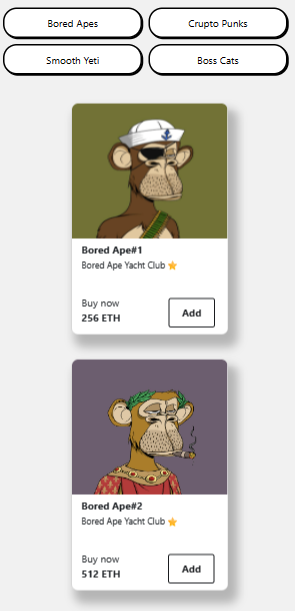 Bored Apes
Crupto Punks
Smooth Yeti
Boss Cats
Bored Ape#1
Bored Ape Yacht Club ⭐
Buy now
256 ETH
Add
Bored Ape#2
Bored Ape Yacht Club ⭐
Buy now
512 ETH
Add